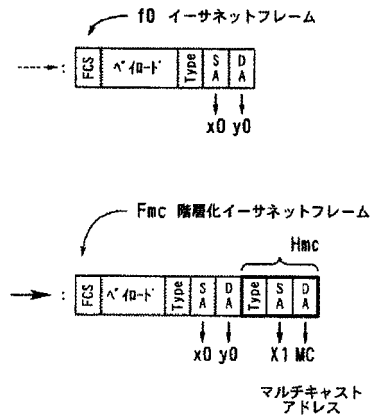 f0 イーサネットフレーム
: FCS ペイロード Type SA DA
x0 y0
Fmc 階層化イーサネットフレーム
Hmc
: FCS ペイロード Type SA DA Type SA DA
x0 y0 X1 MC
マルチキャスト
アドレス